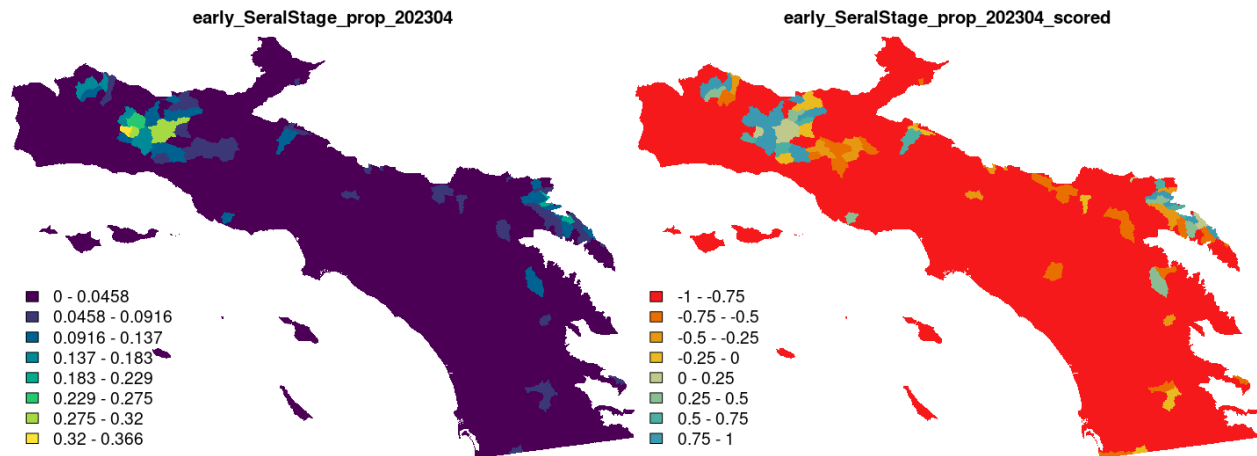 early_SeralStage_prop_202304
0 - 0.0458
0.0458 - 0.0916
0.0916 - 0.137
0.137 - 0.183
0.183 - 0.229
0.229 - 0.275
0.275 - 0.32
0.32 - 0.366
early_SeralStage_prop_202304_scored
-1 - -0.75
-0.75 - -0.5
-0.5 - -0.25
-0.25 - 0
0 - 0.25
0.25 - 0.5
0.5 - 0.75
0.75 - 1